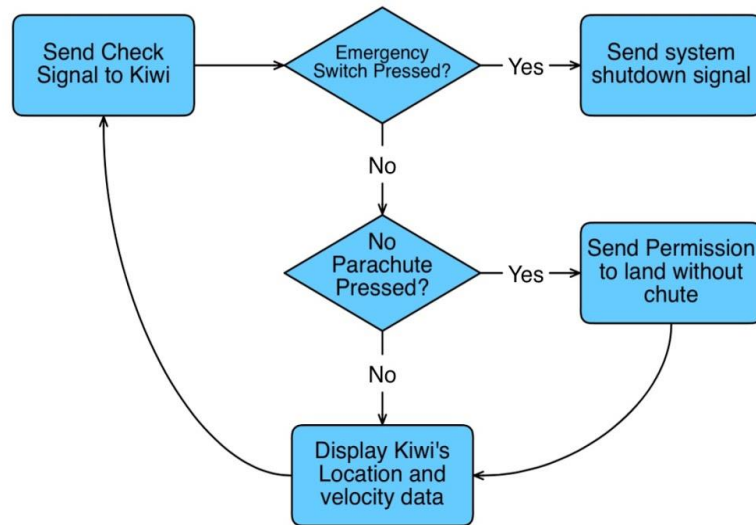 Send Check
Signal to Kiwi
Emergency
Switch Pressed?
Yes
Send system
shutdown signal
No
No
Parachute
Pressed?
Yes
Send Permission
to land without
chute
No
Display Kiwi's
Location and
velocity data